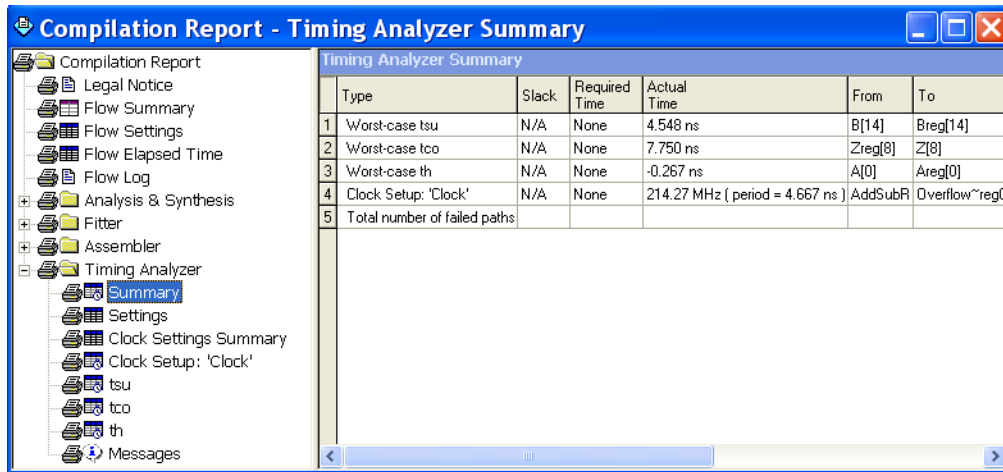 Compilation Report - Timing Analyzer Summary
Compilation Report
Legal Notice
Flow Summary
Flow Settings
Flow Elapsed Time
Flow Log
Analysis & Synthesis
Fitter
Assembler
Timing Analyzer
Summary
Settings
Clock Settings Summary
Clock Setup: 'Clock'
tsu
tco
th
Messages
Timing Analyzer Summary
Type Slack Required Time Actual Time From To
1 Worst-case tsu N/A None 4.548 ns B[14] Breg[14]
2 Worst-case tco N/A None 7.750 ns Zreg[8] Z[8]
3 Worst-case th N/A None -0.267 ns A[0] Areg[0]
4 Clock Setup: 'Clock' N/A None 214.27 MHz ( period = 4.667 ns ) AddSubR Overflow~reg0
5 Total number of failed paths